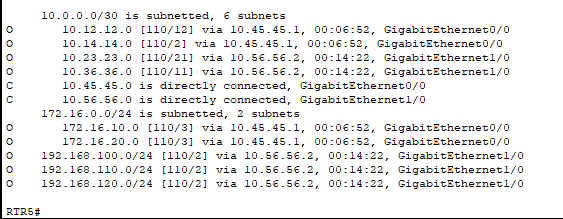 10.0.0.0/30 is subnetted, 6 subnets
O 10.12.12.0 [110/12] via 10.45.45.1, 00:06:52, GigabitEthernet0/0
O 10.14.14.0 [110/2] via 10.45.45.1, 00:06:52, GigabitEthernet0/0
O 10.23.23.0 [110/21] via 10.56.56.2, 00:14:22, GigabitEthernet1/0
O 10.36.36.0 [110/11] via 10.56.56.2, 00:14:22, GigabitEthernet1/0
C 10.45.45.0 is directly connected, GigabitEthernet0/0
C 10.56.56.0 is directly connected, GigabitEthernet1/0
172.16.0.0/24 is subnetted, 2 subnets
O 172.16.10.0 [110/3] via 10.45.45.1, 00:06:52, GigabitEthernet0/0
O 172.16.20.0 [110/3] via 10.45.45.1, 00:06:52, GigabitEthernet0/0
O 192.168.100.0/24 [110/2] via 10.56.56.2, 00:14:22, GigabitEthernet1/0
O 192.168.110.0/24 [110/2] via 10.56.56.2, 00:14:22, GigabitEthernet1/0
O 192.168.120.0/24 [110/2] via 10.56.56.2, 00:14:22, GigabitEthernet1/0
RTR5#